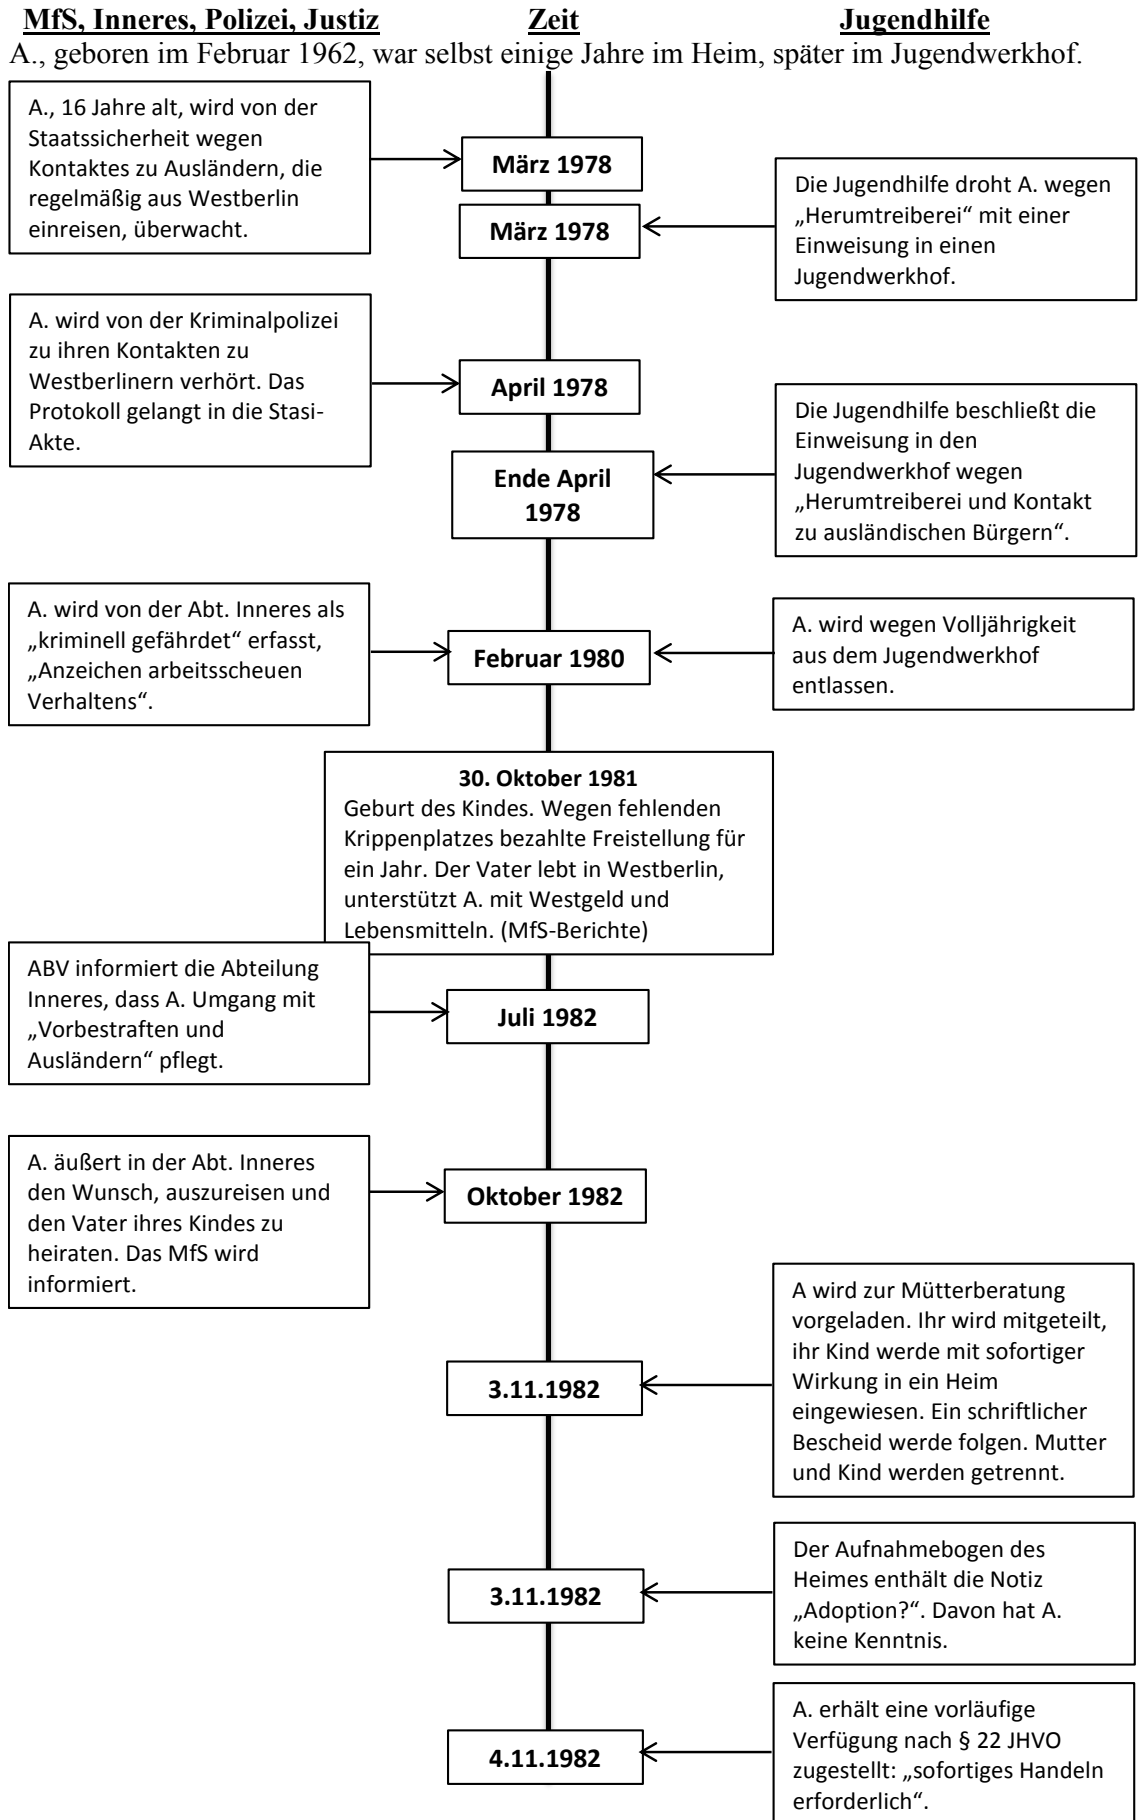 MfS, Inneres, Polizei, Justiz
Zeit
Jugendhilfe
A., geboren im Februar 1962, war selbst einige Jahre im Heim, später im Jugendwerkhof.
A., 16 Jahre alt, wird von der
Staatssicherheit wegen
Kontaktes zu Ausländern, die
regelmäßig aus Westberlin
einreisen, überwacht.
März 1978
März 1978
Die Jugendhilfe droht A. wegen
„Herumtreiberei“ mit einer
Einweisung in einen
Jugendwerkhof.
A. wird von der Kriminalpolizei
zu ihren Kontakten zu
Westberlinern verhört. Das
Protokoll gelangt in die Stasi-
Akte.
April 1978
Ende April
1978
Die Jugendhilfe beschließt die
Einweisung in den
Jugendwerkhof wegen
„Herumtreiberei und Kontakt
zu ausländischen Bürgern“.
A. wird von der Abt. Inneres als
„kriminell gefährdet“ erfasst,
„Anzeichen arbeitsscheuen
Verhaltens“.
Februar 1980
A. wird wegen Volljährigkeit
aus dem Jugendwerkhof
entlassen.
30. Oktober 1981
Geburt des Kindes. Wegen fehlenden
Krippenplatzes bezahlte Freistellung für
ein Jahr. Der Vater lebt in Westberlin,
unterstützt A. mit Westgeld und
Lebensmitteln. (MfS-Berichte)
ABV informiert die Abteilung
Inneres, dass A. Umgang mit
„Vorbestraften und
Ausländern“ pflegt.
Juli 1982
A. äußert in der Abt. Inneres
den Wunsch, auszureisen und
den Vater ihres Kindes zu
heiraten. Das MfS wird
informiert.
Oktober 1982
3.11.1982
A wird zur Mütterberatung
vorgeladen. Ihr wird mitgeteilt,
ihr Kind werde mit sofortiger
Wirkung in ein Heim
eingewiesen. Ein schriftlicher
Bescheid werde folgen. Mutter
und Kind werden getrennt.
3.11.1982
Der Aufnahmebogen des
Heimes enthält die Notiz
„Adoption?“. Davon hat A.
keine Kenntnis.
4.11.1982
A. erhält eine vorläufige
Verfügung nach § 22 JHVO
zugestellt: „sofortiges Handeln
erforderlich“.